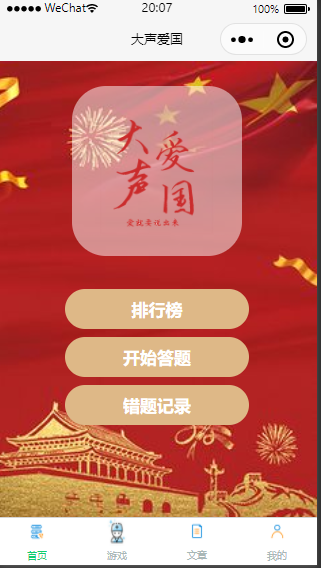 WeChat
20:07
100%
大声爱国
大声爱国
爱就要说出来
排行榜
开始答题
错题记录
首页
游戏
文章
我的